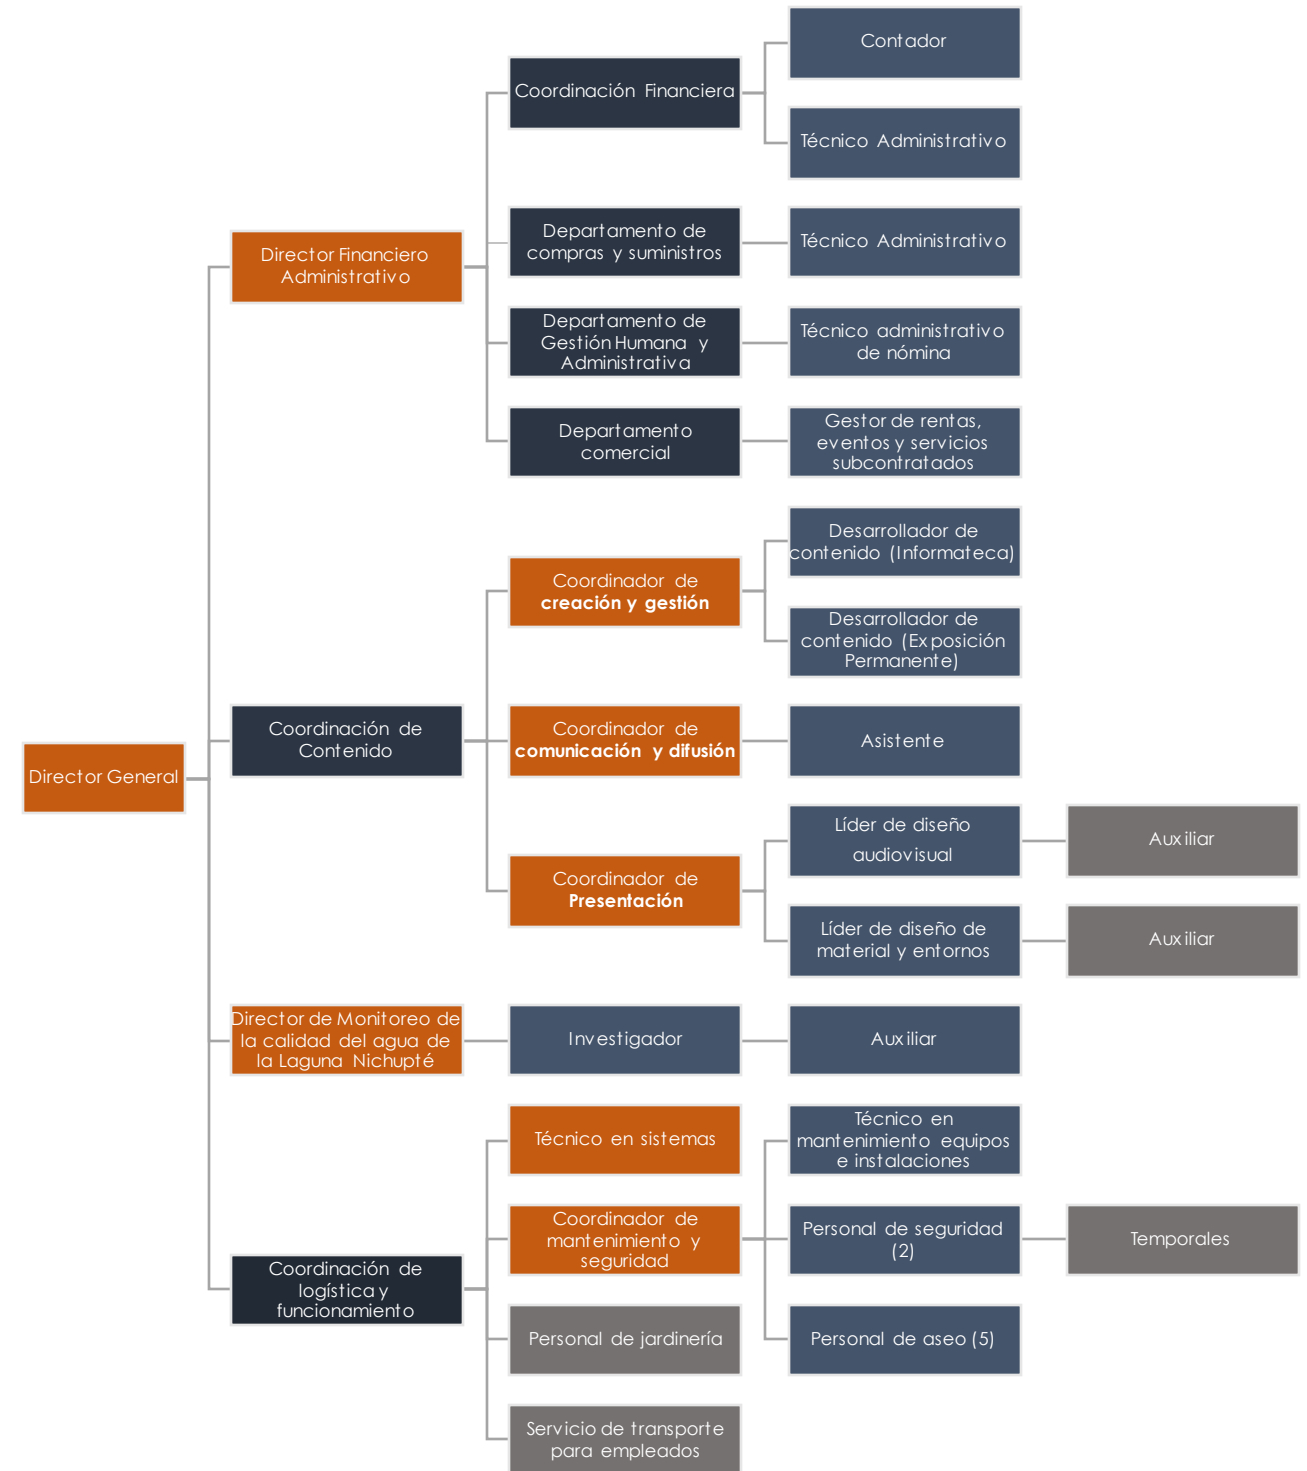 Contador
Coordinación Financiera
Técnico Administrativo
Director Financiero
Administrativo
Departamento de
compras y suministros
Técnico Administrativo
Departamento de
Gestión Humana y
Administrativa
Técnico administrativo
de nómina
Departamento
comercial
Gestor de rentas,
eventos y servicios
subcontratados
Desarrollador de
contenido (Informateca)
Coordinador de
creación y gestión
Desarrollador de
contenido (Exposición
Permanente)
Director General
Coordinación de
Contenido
Coordinador de
comunicación y difusión
Asistente
Líder de diseño
audiovisual
Auxiliar
Coordinador de
Presentación
Líder de diseño de
material y entornos
Auxiliar
Director de Monitoreo de
la calidad del agua de
la Laguna Nichupté
Investigador
Auxiliar
Técnico en sistemas
Técnico en
mantenimiento equipos
e instalaciones
Coordinador de
mantenimiento y
seguridad
Personal de seguridad
(2)
Temporales
Coordinación de
logística y
funcionamiento
Personal de jardinería
Personal de aseo (5)
Servicio de transporte
para empleados